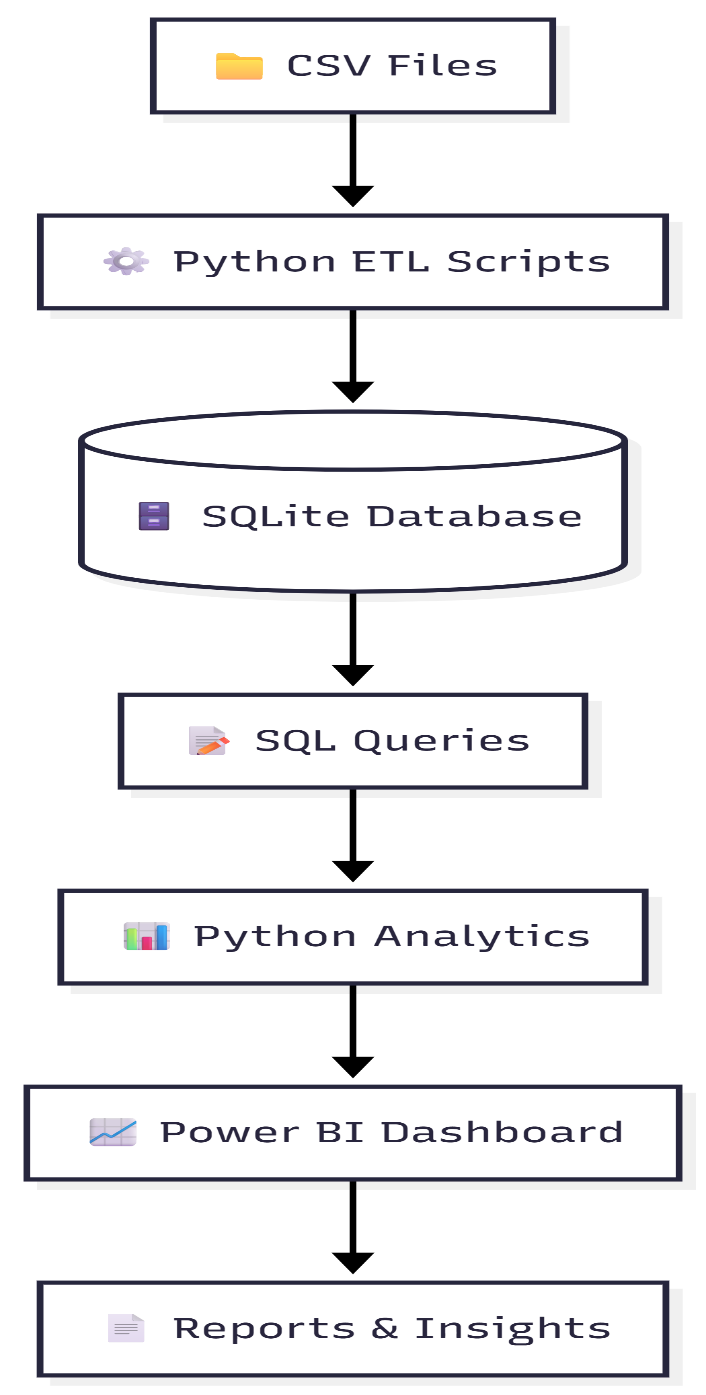 CSV Files
Python ETL Scripts
SQLite Database
SQL Queries
Python Analytics
Power BI Dashboard
Reports & Insights